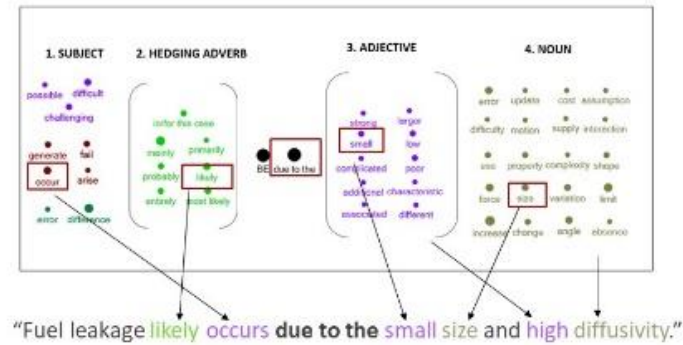 1. SUBJECT
2. HEDGING ADVERB
3. ADJECTIVE
4. NOUN
possible difficult
challenging
generate fail
occur arise
error difference
in/for this case
mainly primarily
probably likely
entirely most likely
BE due to the
strong larger
small low
complicated poor
additional characteristic
associated different
error update cost assumption
difficulty motion supply interaction
use property complexity shape
force size variation limit
increase change angle absence
“Fuel leakage likely occurs due to the small size and high diffusivity.”